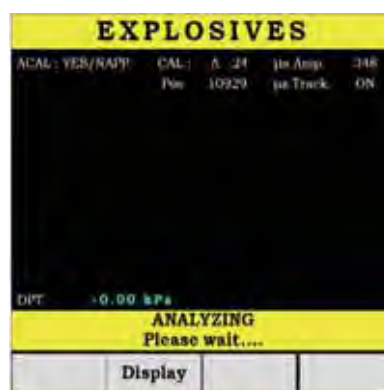 EXPLOSIVES
ACAL : YES/NAPP CAL : A 24 µs Amp. 348
Pos 10929 µs Track ON
DPT -0.00 kPa
ANALYZING
Please wait....
Display